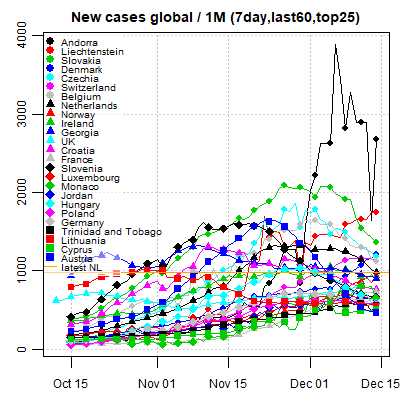 New cases global / 1M (7day,last60,top25)
4000
3000
2000
1000
0
Andorra
Liechtenstein
Slovakia
Denmark
Czechia
Switzerland
Belgium
Netherlands
Norway
Ireland
Georgia
UK
Croatia
France
Slovenia
Luxembourg
Monaco
Jordan
Hungary
Poland
Germany
Trinidad and Tobago
Lithuania
Cyprus
Austria
latest NL
Oct 15
Nov 01
Nov 15
Dec 01
Dec 15